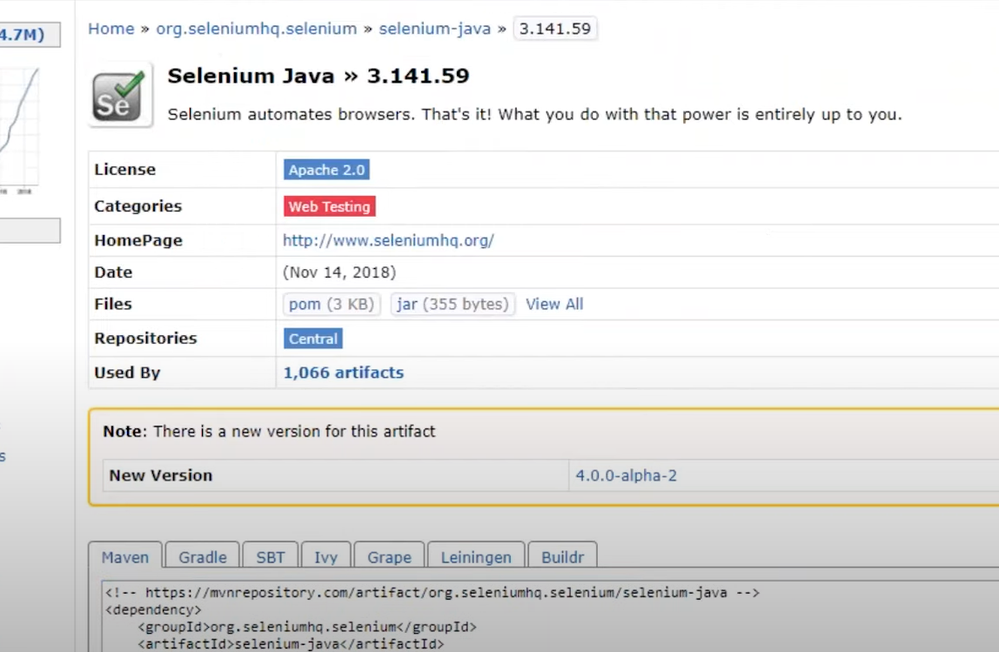 4.7M)
Home » org.seleniumhq.selenium » selenium-java » 3.141.59
Se
Selenium Java » 3.141.59
Selenium automates browsers. That's it! What you do with that power is entirely up to you.
License Apache 2.0
Categories Web Testing
HomePage http://www.seleniumhq.org/
Date (Nov 14, 2018)
Files pom (3 KB) jar (355 bytes) View All
2018
Repositories Central
Used By 1,066 artifacts
Note: There is a new version for this artifact
s
New Version 4.0.0-alpha-2
Maven Gradle SBT Ivy Grape Leiningen Buildr
<!-- https://mvnrepository.com/artifact/org.seleniumhq.selenium/selenium-java -->
<dependency>
<groupId>org.seleniumhq.selenium</groupId>
<artifactId>selenium-java</artifactId>